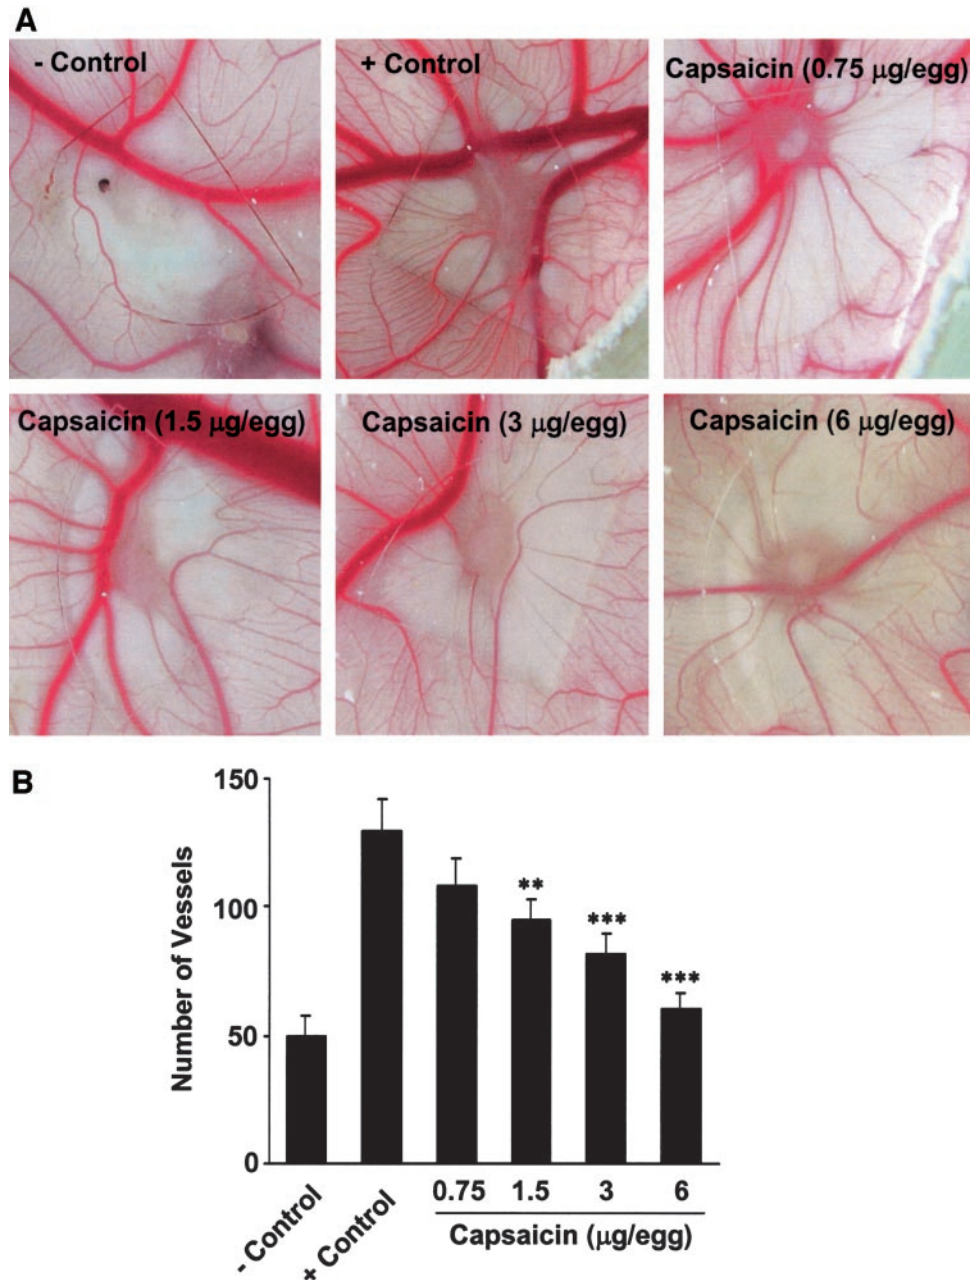 A
- Control
+ Control
Capsaicin (0.75 μg/egg)
Capsaicin (1.5 μg/egg)
Capsaicin (3 μg/egg)
Capsaicin (6 μg/egg)
B
Number of Vessels
150
100
50
0
**
***
***
- Control
+ Control
0.75 1.5 3 6
Capsaicin (μg/egg)